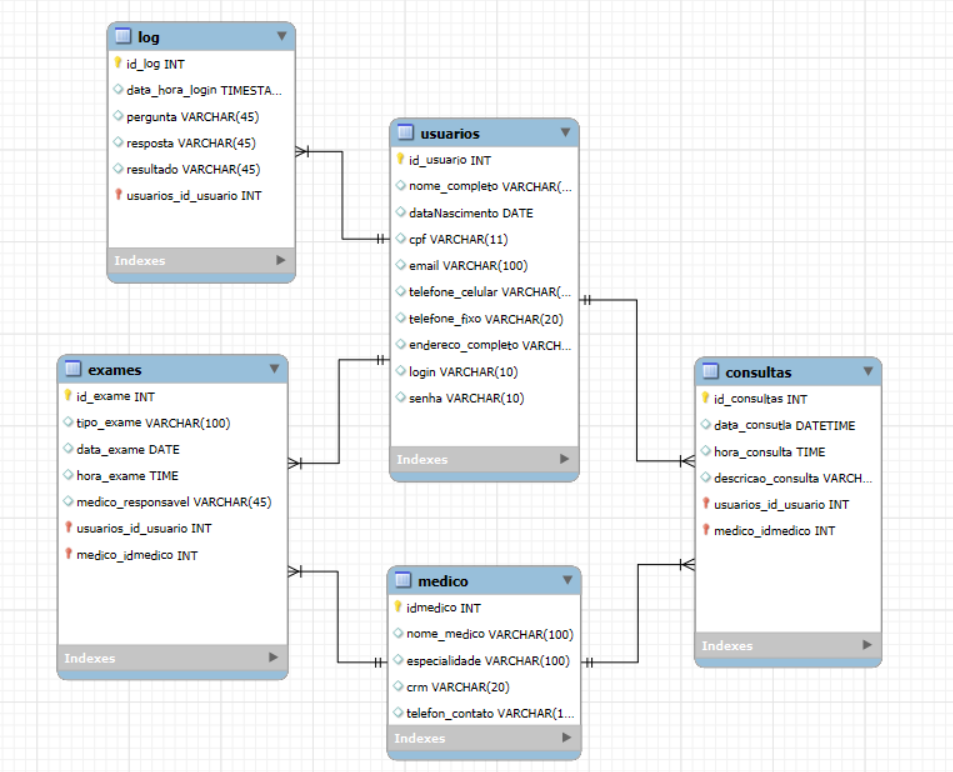 log
id_log INT
data_hora_login TIMESTA...
pergunta VARCHAR(45)
resposta VARCHAR(45)
resultado VARCHAR(45)
usuarios_id_usuario INT
Indexes
usuarios
id_usuario INT
nome_completo VARCHAR(...
dataNascimento DATE
cpf VARCHAR(11)
email VARCHAR(100)
telefone_celular VARCHAR(...
telefone_fixo VARCHAR(20)
endereco_completo VARCH...
login VARCHAR(10)
senha VARCHAR(10)
Indexes
exames
id_exame INT
tipo_exame VARCHAR(100)
data_exame DATE
hora_exame TIME
medico_responsavel VARCHAR(45)
usuarios_id_usuario INT
medico_idmedico INT
Indexes
consultas
id_consultas INT
data_consutla DATETIME
hora_consulta TIME
descricao_consulta VARCH...
usuarios_id_usuario INT
medico_idmedico INT
Indexes
medico
idmedico INT
nome_medico VARCHAR(100)
especialidade VARCHAR(100)
crm VARCHAR(20)
telefon_contato VARCHAR(1...
Indexes